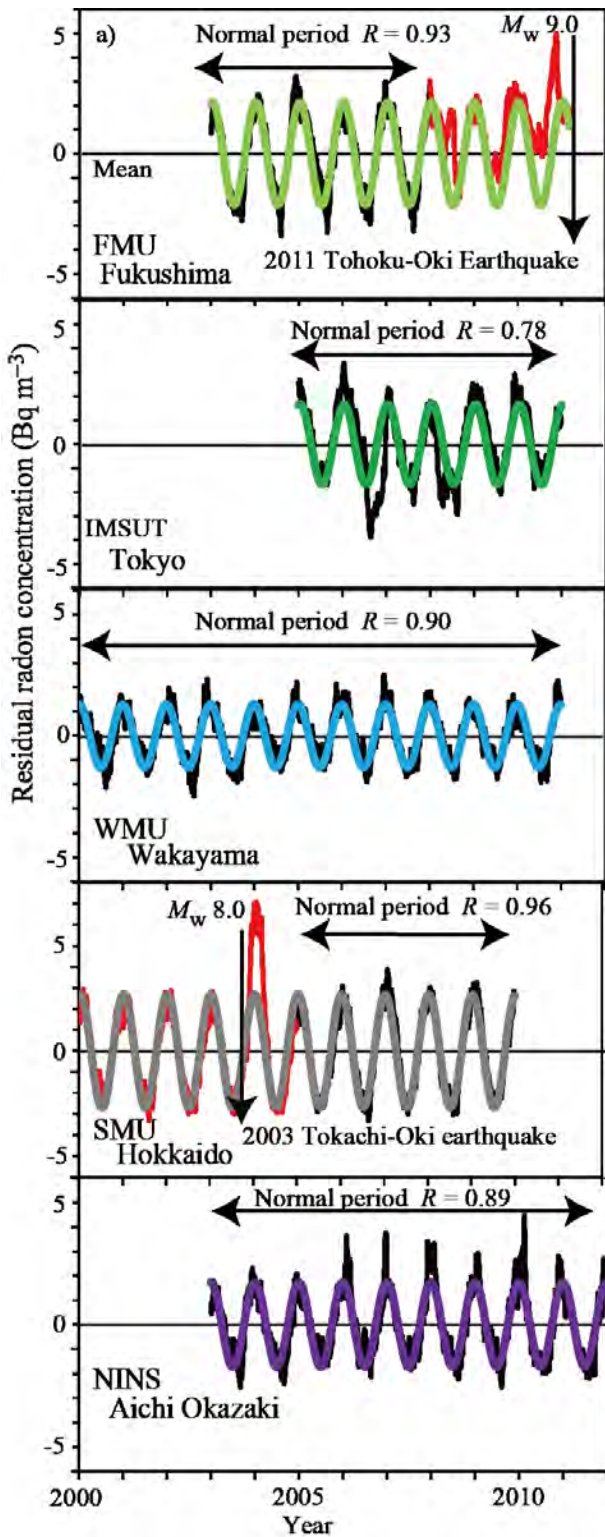 a)
Normal period R = 0.93
Mw 9.0
5
0
Mean
FMU
Fukushima
2011 Tohoku-Oki Earthquake
-5
5
Normal period R = 0.78
0
IMSUT
Tokyo
-5
5
Normal period R = 0.90
0
WMU
Wakayama
-5
Mw 8.0
Normal period R = 0.96
5
0
SMU
Hokkaido
2003 Tokachi-Oki earthquake
-5
Normal period R = 0.89
5
0
NINS
Aichi Okazaki
-5
2000
2005
2010
Year
Residual radon concentration (Bq m⁻³)